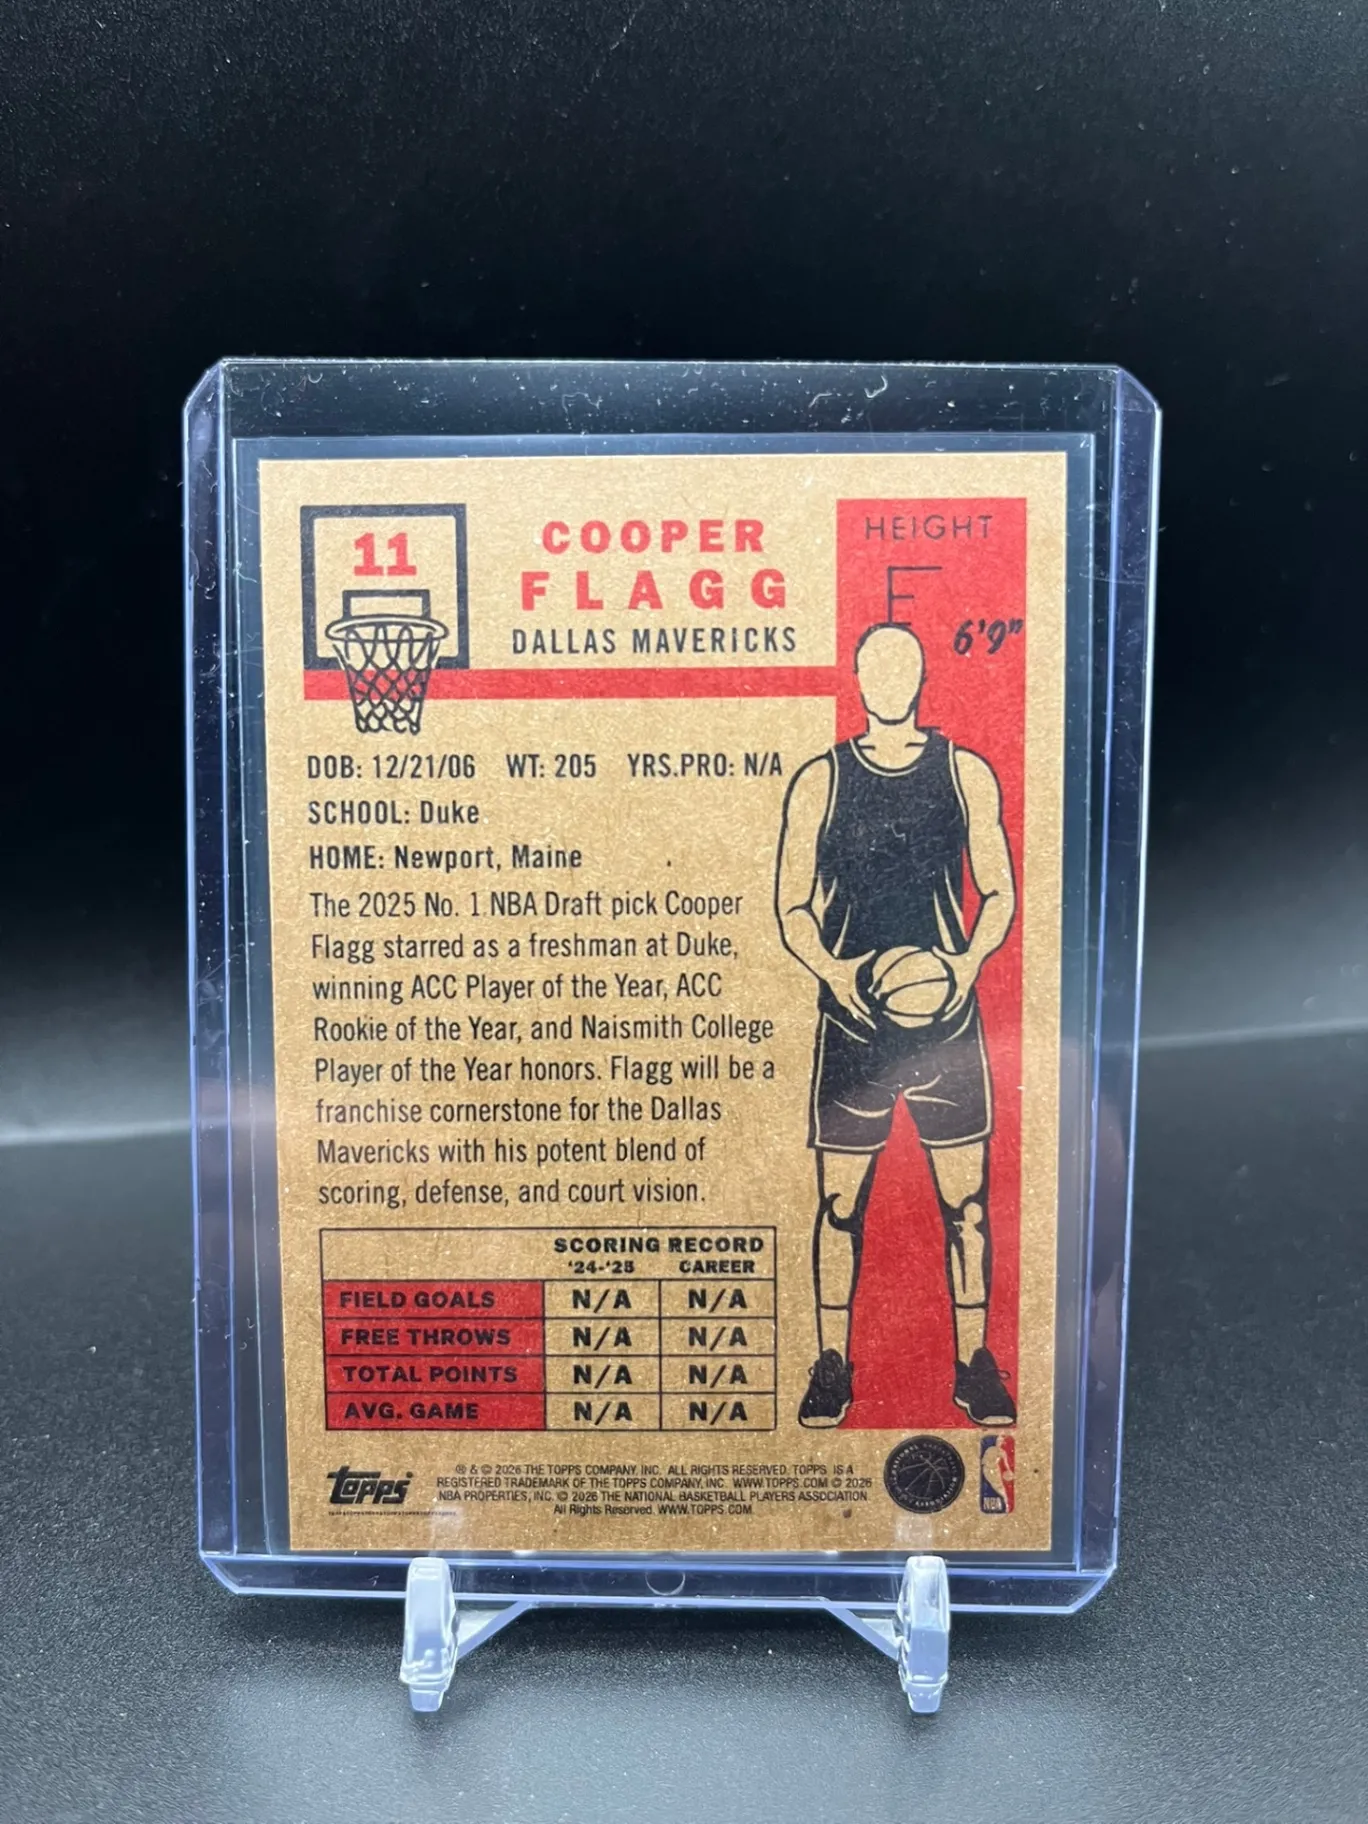 11
COOPER
FLAGG
DALLAS MAVERICKS
HEIGHT
6'9"
DOB: 12/21/06 WT: 205 YRS.PRO: N/A
SCHOOL: Duke
HOME: Newport, Maine
The 2025 No. 1 NBA Draft pick Cooper
Flagg starred as a freshman at Duke,
winning ACC Player of the Year, ACC
Rookie of the Year, and Naismith College
Player of the Year honors. Flagg will be a
franchise cornerstone for the Dallas
Mavericks with his potent blend of
scoring, defense, and court vision.
SCORING RECORD
'24-'25 CAREER
FIELD GOALS N/A N/A
FREE THROWS N/A N/A
TOTAL POINTS N/A N/A
AVG. GAME N/A N/A
topps
® & © 2026 THE TOPPS COMPANY, INC. ALL RIGHTS RESERVED. TOPPS IS A
REGISTERED TRADEMARK OF THE TOPPS COMPANY, INC. WWW.TOPPS.COM © 2026
NBA PROPERTIES, INC. © 2026 THE NATIONAL BASKETBALL PLAYERS ASSOCIATION
All Rights Reserved. WWW.TOPPS.COM
NBA